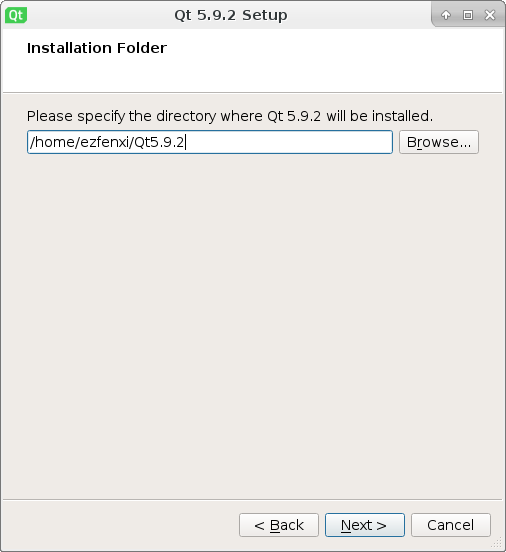 Qt Qt 5.9.2 Setup
Installation Folder
Please specify the directory where Qt 5.9.2 will be installed.
/home/ezfenxi/Qt5.9.2 Browse...
< Back Next > Cancel